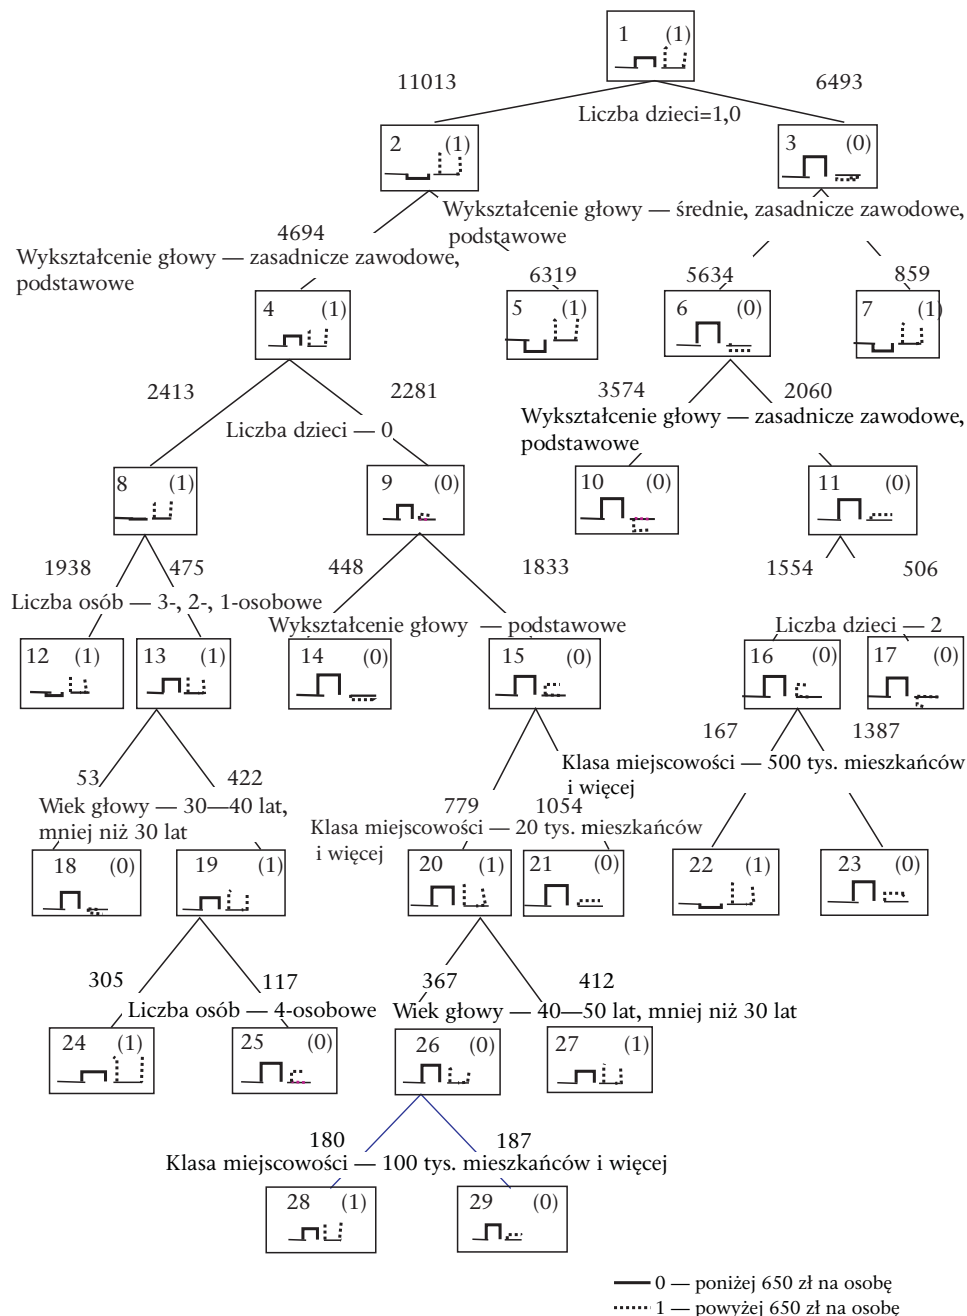 1 (1)
11013 6493
Liczba dzieci=1,0
2 (1) 3 (0)
Wykształcenie głowy — średnie, zasadnicze zawodowe,
podstawowe
4694
Wykształcenie głowy — zasadnicze zawodowe,
podstawowe
6319 5634 859
4 (1) 5 (1) 6 (0) 7 (1)
2413 2281 3574 2060
Wykształcenie głowy — zasadnicze zawodowe,
podstawowe
Liczba dzieci — 0
8 (1) 9 (0) 10 (0) 11 (0)
1938 475 448 1833 1554 506
Liczba osób — 3-, 2-, 1-osobowe
Wykształcenie głowy — podstawowe
Liczba dzieci — 2
12 (1) 13 (1) 14 (0) 15 (0) 16 (0) 17 (0)
167 1387
Klasa miejscowości — 500 tys. mieszkańców
i więcej
53 422
Wiek głowy — 30—40 lat,
mniej niż 30 lat
779 1054
Klasa miejscowości — 20 tys. mieszkańców
i więcej
18 (0) 19 (1) 20 (1) 21 (0) 22 (1) 23 (0)
305 117 367 412
Liczba osób — 4-osobowe
Wiek głowy — 40—50 lat, mniej niż 30 lat
24 (1) 25 (0) 26 (0) 27 (1)
180 187
Klasa miejscowości — 100 tys. mieszkańców i więcej
28 (1) 29 (0)
0 — poniżej 650 zł na osobę
1 — powyżej 650 zł na osobę